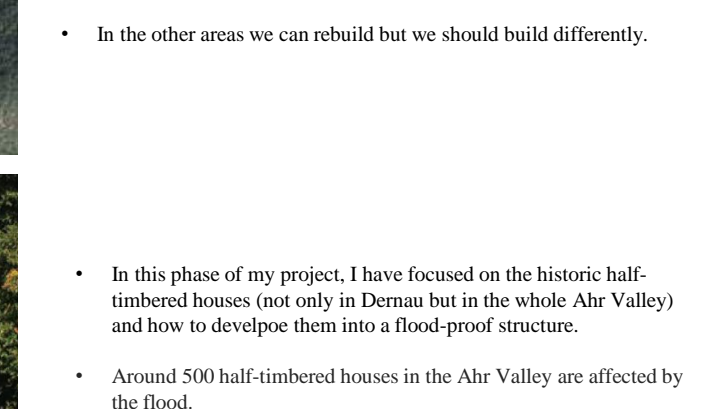 • In the other areas we can rebuild but we should build differently.
• In this phase of my project, I have focused on the historic half-
timbered houses (not only in Dernau but in the whole Ahr Valley)
and how to develpoe them into a flood-proof structure.
• Around 500 half-timbered houses in the Ahr Valley are affected by
the flood.